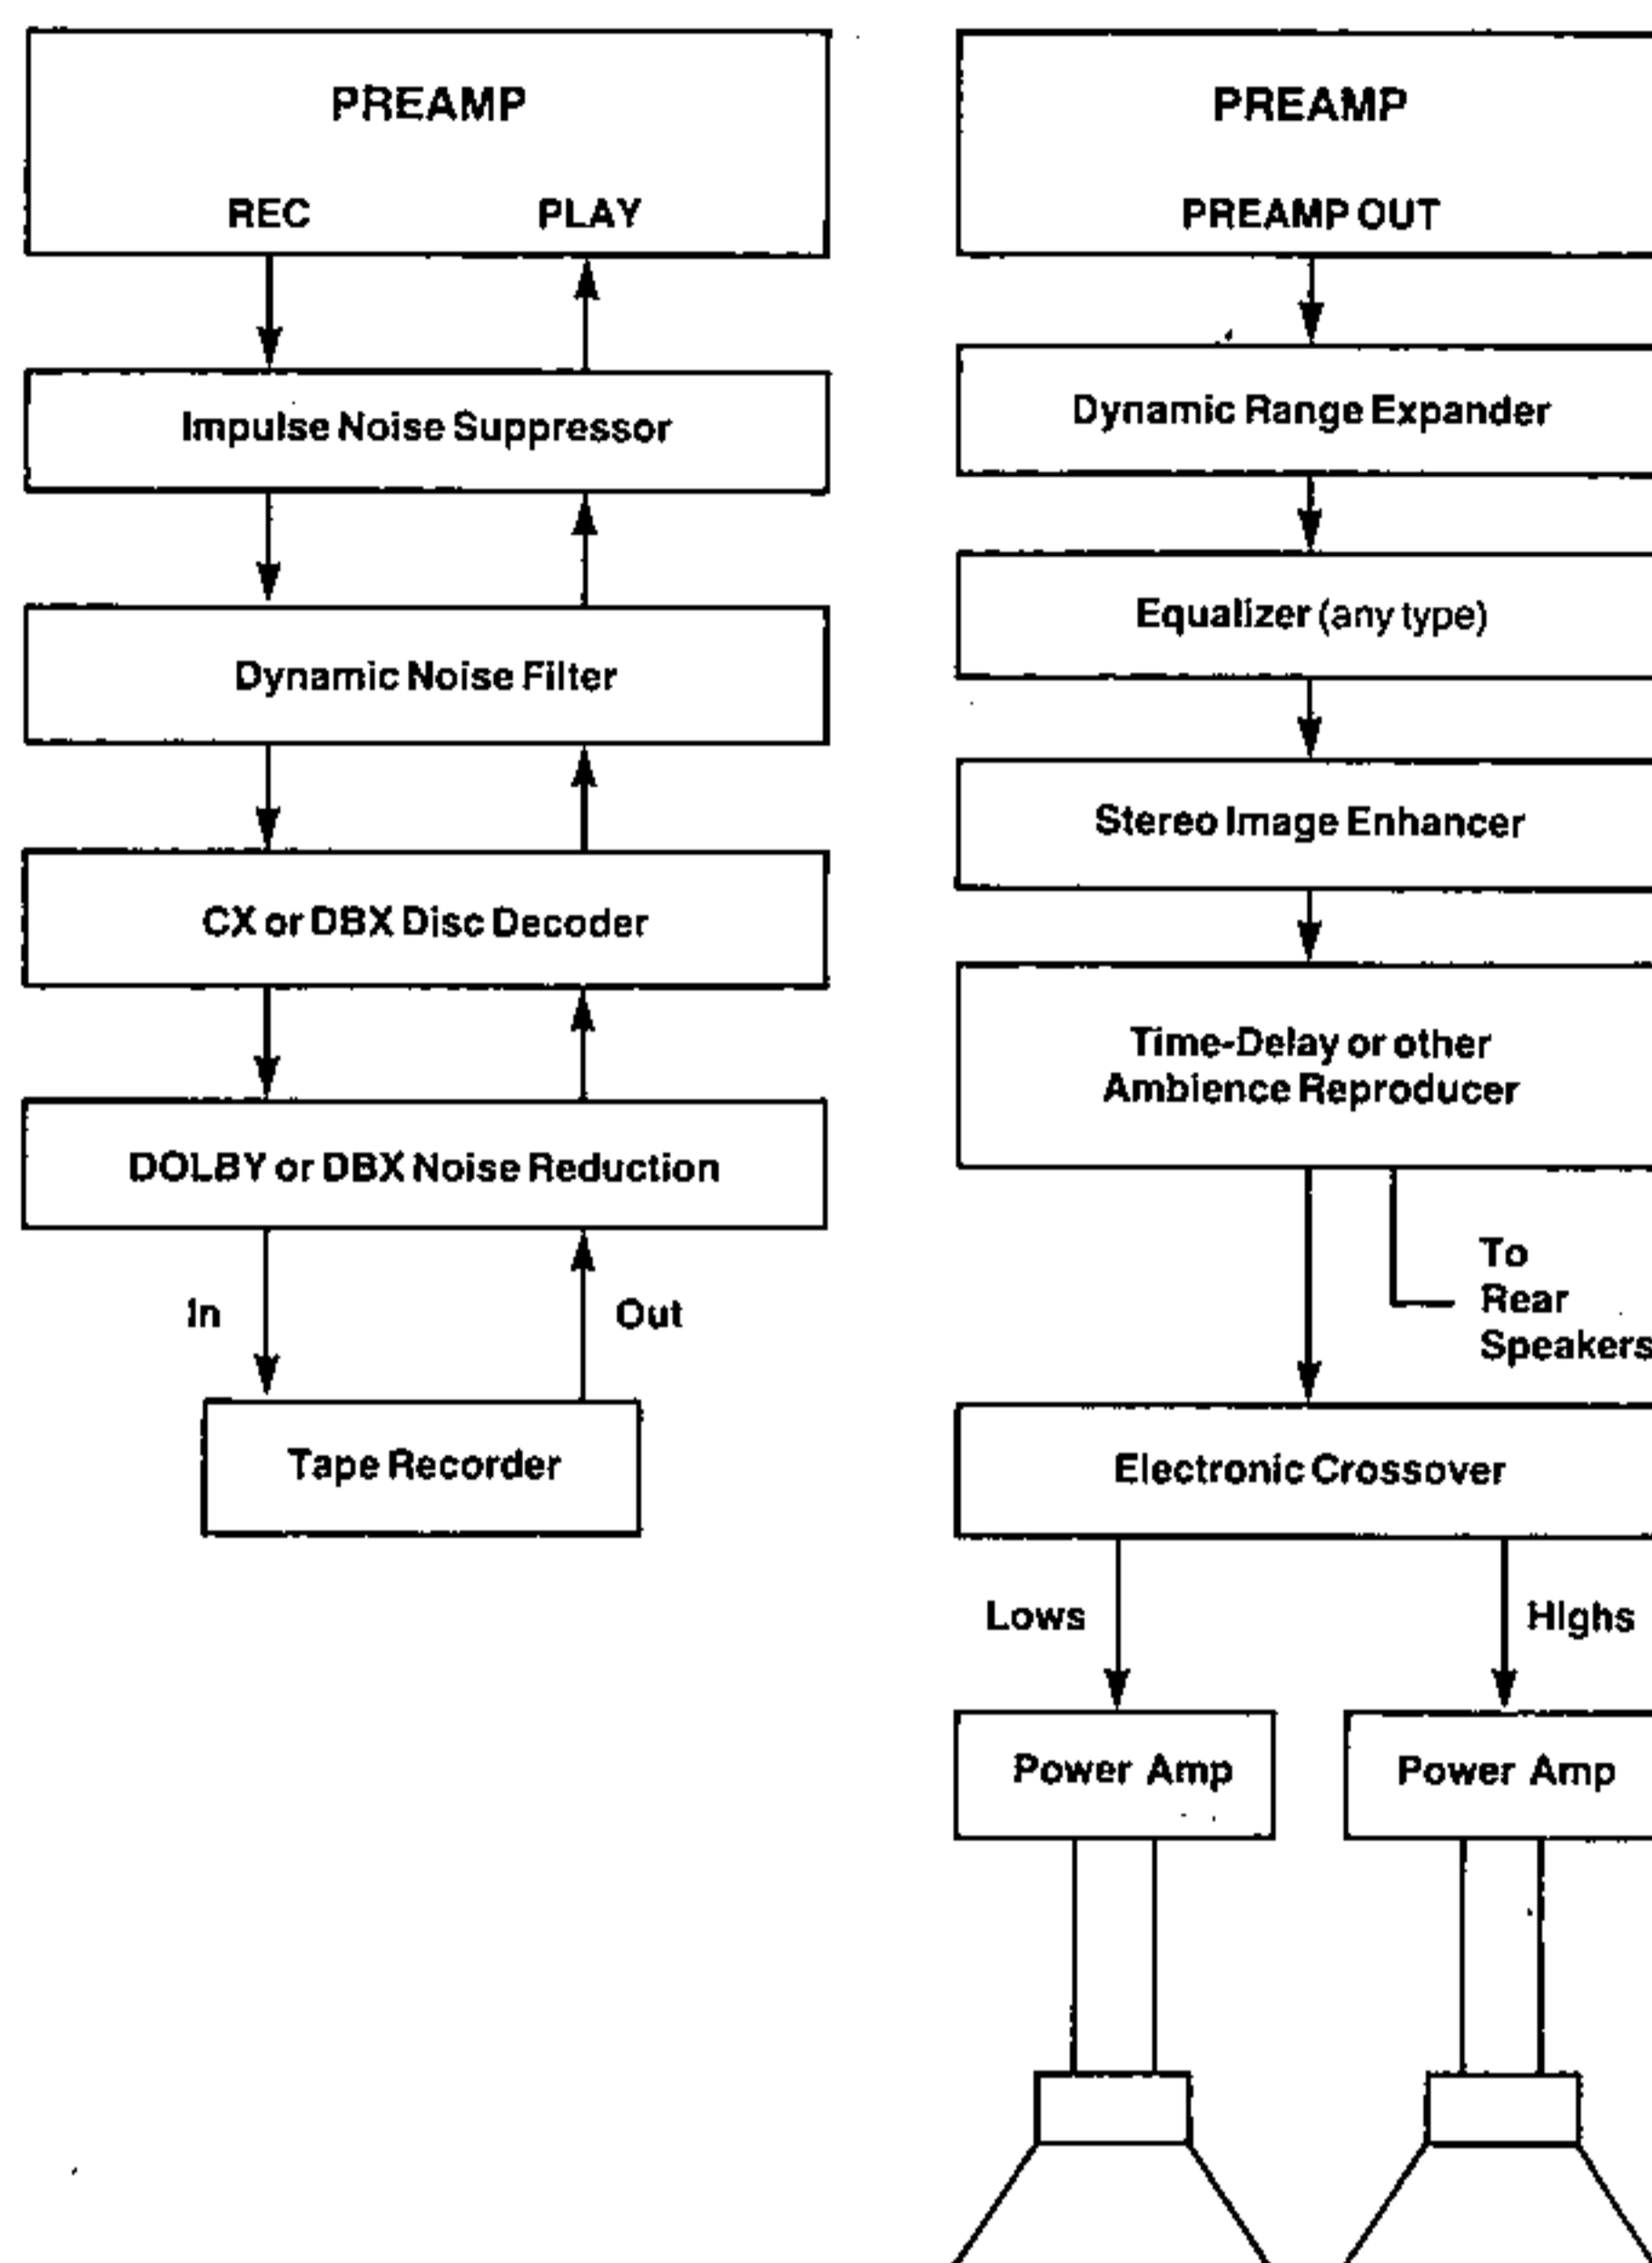 PREAMP
REC PLAY
Impulse Noise Suppressor
Dynamic Noise Filter
CX or DBX Disc Decoder
DOLBY or DBX Noise Reduction
In Out
Tape Recorder
PREAMP
PREAMP OUT
Dynamic Range Expander
Equalizer (any type)
Stereo Image Enhancer
Time-Delay or other
Ambience Reproducer
To
Rear
Speakers
Electronic Crossover
Lows Highs
Power Amp Power Amp